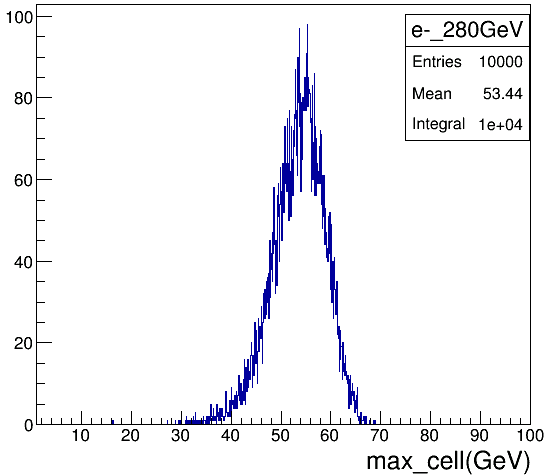 e-_280GeV
Entries 10000
Mean 53.44
Integral 1e+04
100
80
60
40
20
0
10 20 30 40 50 60 70 80 90 100
max_cell(GeV)